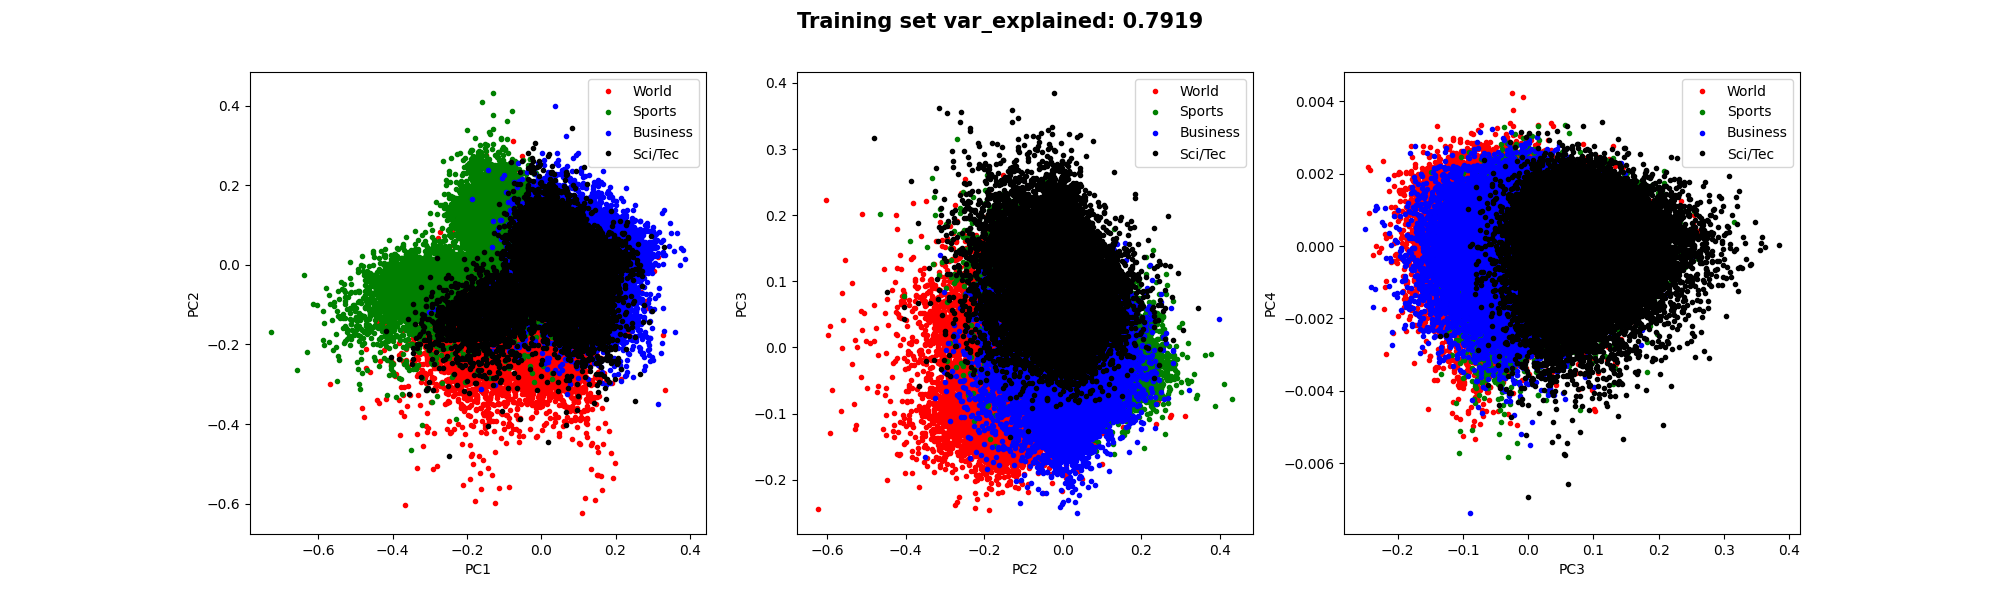 Training set var_explained: 0.7919
World
Sports
Business
Sci/Tec
0.4
0.2
0.0
−0.2
−0.4
−0.6
PC2
−0.6
−0.4
−0.2
0.0
0.2
0.4
PC1
World
Sports
Business
Sci/Tec
0.4
0.3
0.2
0.1
0.0
−0.1
−0.2
PC3
−0.6
−0.4
−0.2
0.0
0.2
0.4
PC2
World
Sports
Business
Sci/Tec
0.004
0.002
0.000
−0.002
−0.004
−0.006
PC4
−0.2
−0.1
0.0
0.1
0.2
0.3
0.4
PC3